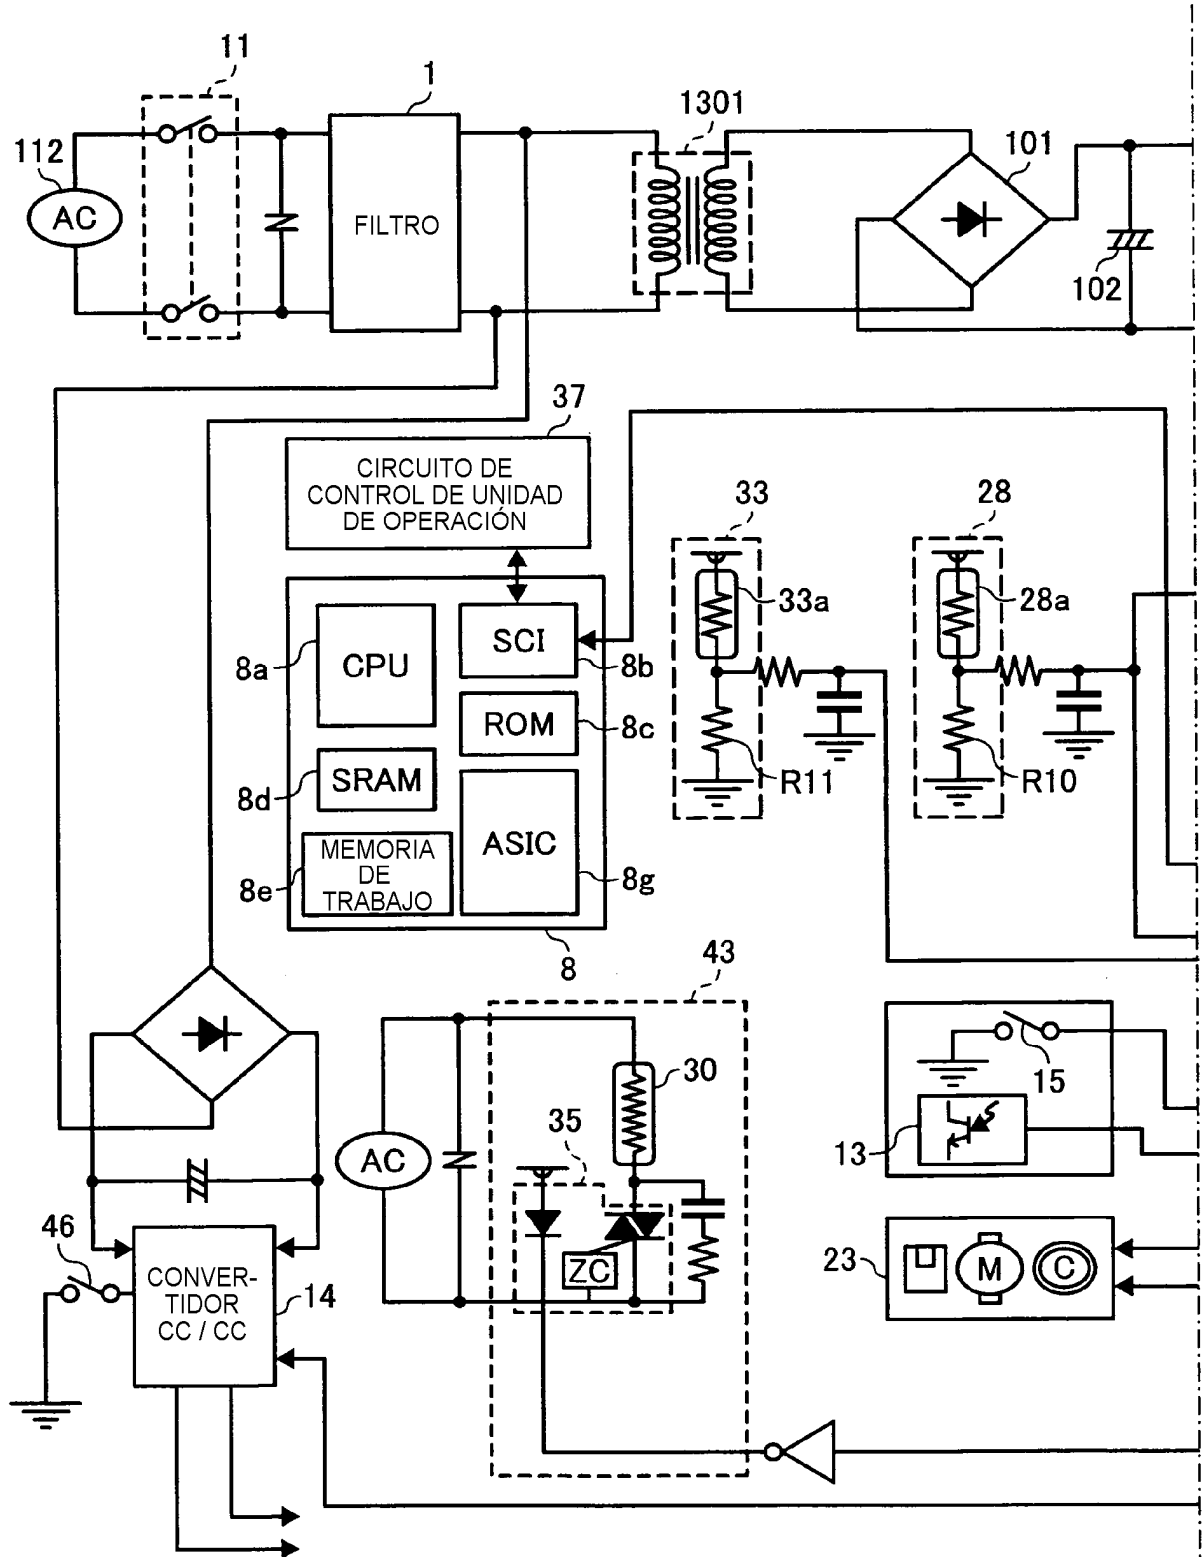 11
1
1301
101
112
AC
FILTRO
102
37
CIRCUITO DE
CONTROL DE UNIDAD
DE OPERACIÓN
33
28
33a
28a
8a
CPU
SCI
8b
ROM
8c
8d
SRAM
R11
R10
8e
MEMORIA
DE
TRABAJO
ASIC
8g
8
43
30
15
35
AC
13
46
ZC
CONVER-
TIDOR
CC / CC
14
23
M
C